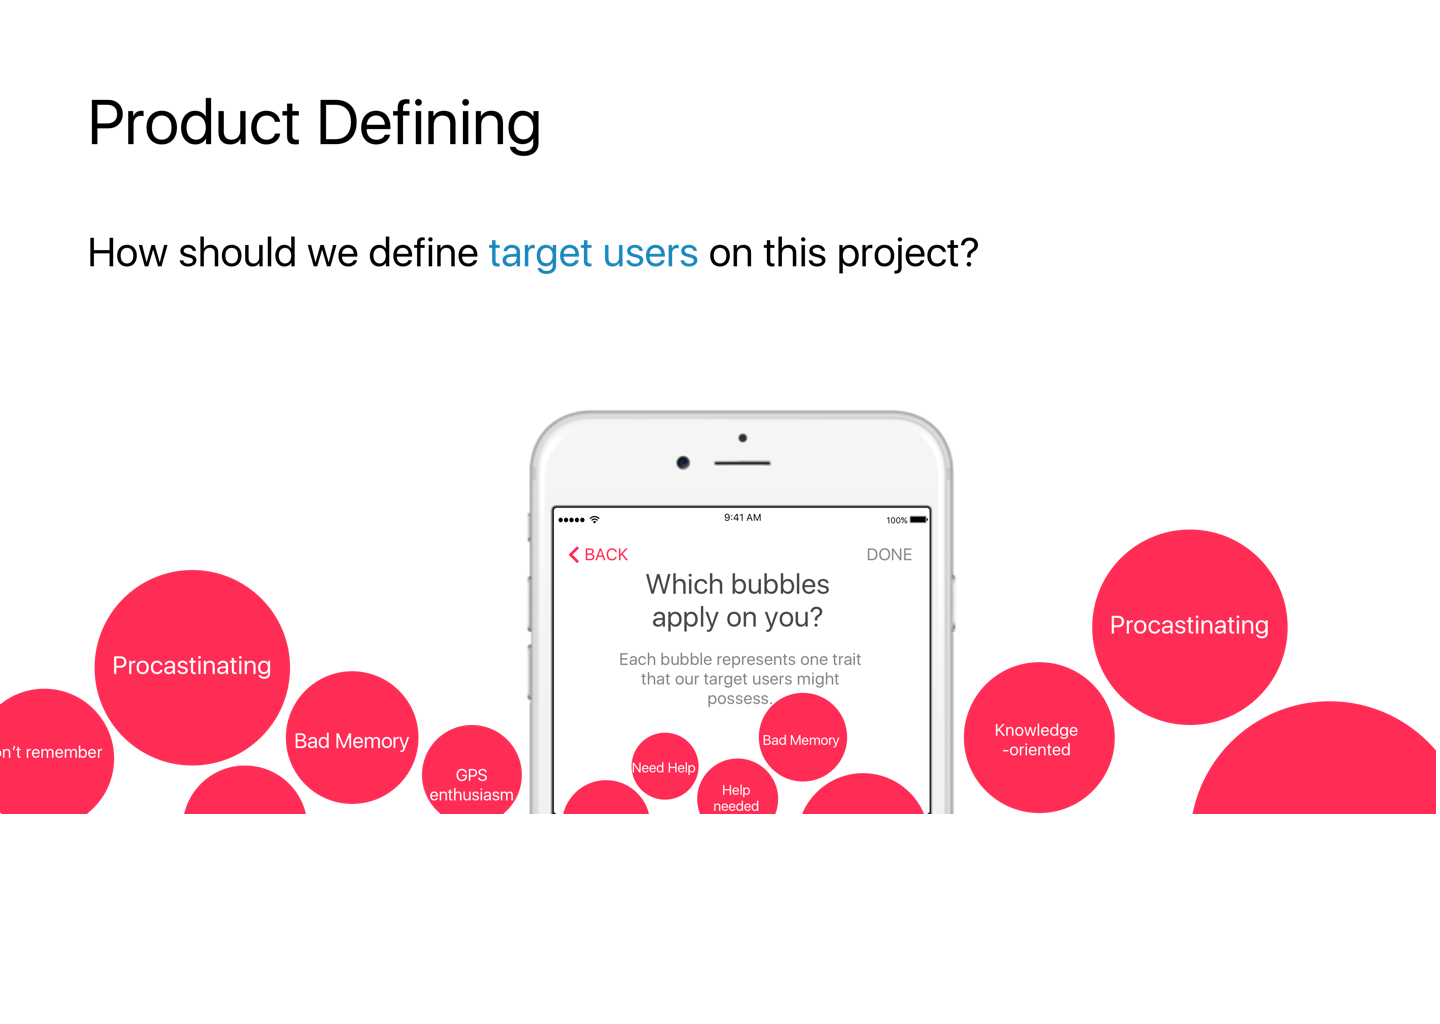 Product Defining
How should we define target users on this project?
9:41 AM
100%
BACK
DONE
Which bubbles
apply on you?
Each bubble represents one trait
that our target users might
possess.
Procastinating
n't remember
Bad Memory
GPS
enthusiasm
Need Help
Help
needed
Bad Memory
Knowledge
-oriented
Procastinating